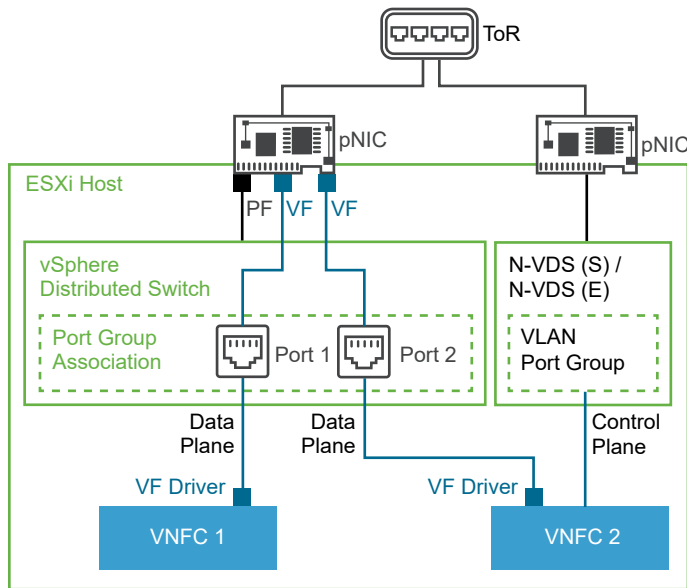 ToR
pNIC
pNIC
ESXi Host
PF
VF
VF
vSphere
Distributed Switch
N-VDS (S) /
N-VDS (E)
Port Group
Association
Port 1
Port 2
VLAN
Port Group
Data
Plane
Data
Plane
Control
Plane
VF Driver
VF Driver
VNFC 1
VNFC 2